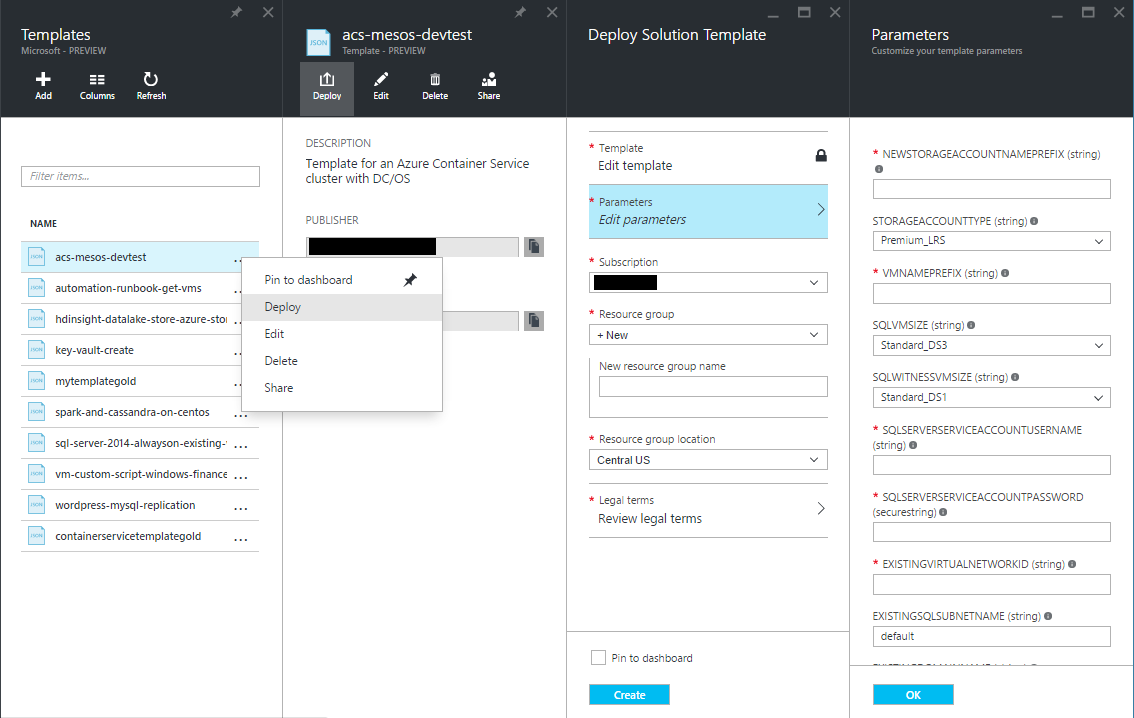 Templates
Microsoft - PREVIEW
Add
Columns
Refresh
Filter items...
NAME
acs-mesos-devtest
...
automation-runbook-get-vms
hdinsight-datalake-store-azure-stor
key-vault-create
mytemplategold
spark-and-cassandra-on-centos
...
sql-server-2014-alwayson-existing-
...
vm-custom-script-windows-finance
...
wordpress-mysql-replication
...
containerservicetemplategold
...
JSON
acs-mesos-devtest
Template - PREVIEW
Deploy
Edit
Delete
Share
DESCRIPTION
Template for an Azure Container Service
cluster with DC/OS
PUBLISHER
Pin to dashboard
Deploy
Edit
Delete
Share
Deploy Solution Template
* Template
Edit template
* Parameters
Edit parameters
* Subscription
* Resource group
+ New
New resource group name
* Resource group location
Central US
* Legal terms
Review legal terms
Pin to dashboard
Create
Parameters
Customize your template parameters
* NEWSTORAGEACCOUNTNAMEPREFIX (string)
STORAGEACCOUNTTYPE (string)
Premium_LRS
* VMNAMEPREFIX (string)
SQLVMSIZE (string)
Standard_DS3
SQLWITNESSVMSIZE (string)
Standard_DS1
* SQLSERVERSERVICEACCOUNTUSERNAME
(string)
* SQLSERVERSERVICEACCOUNTPASSWORD
(securestring)
* EXISTINGVIRTUALNETWORKID (string)
EXISTINGSQLSUBNETNAME (string)
default
OK